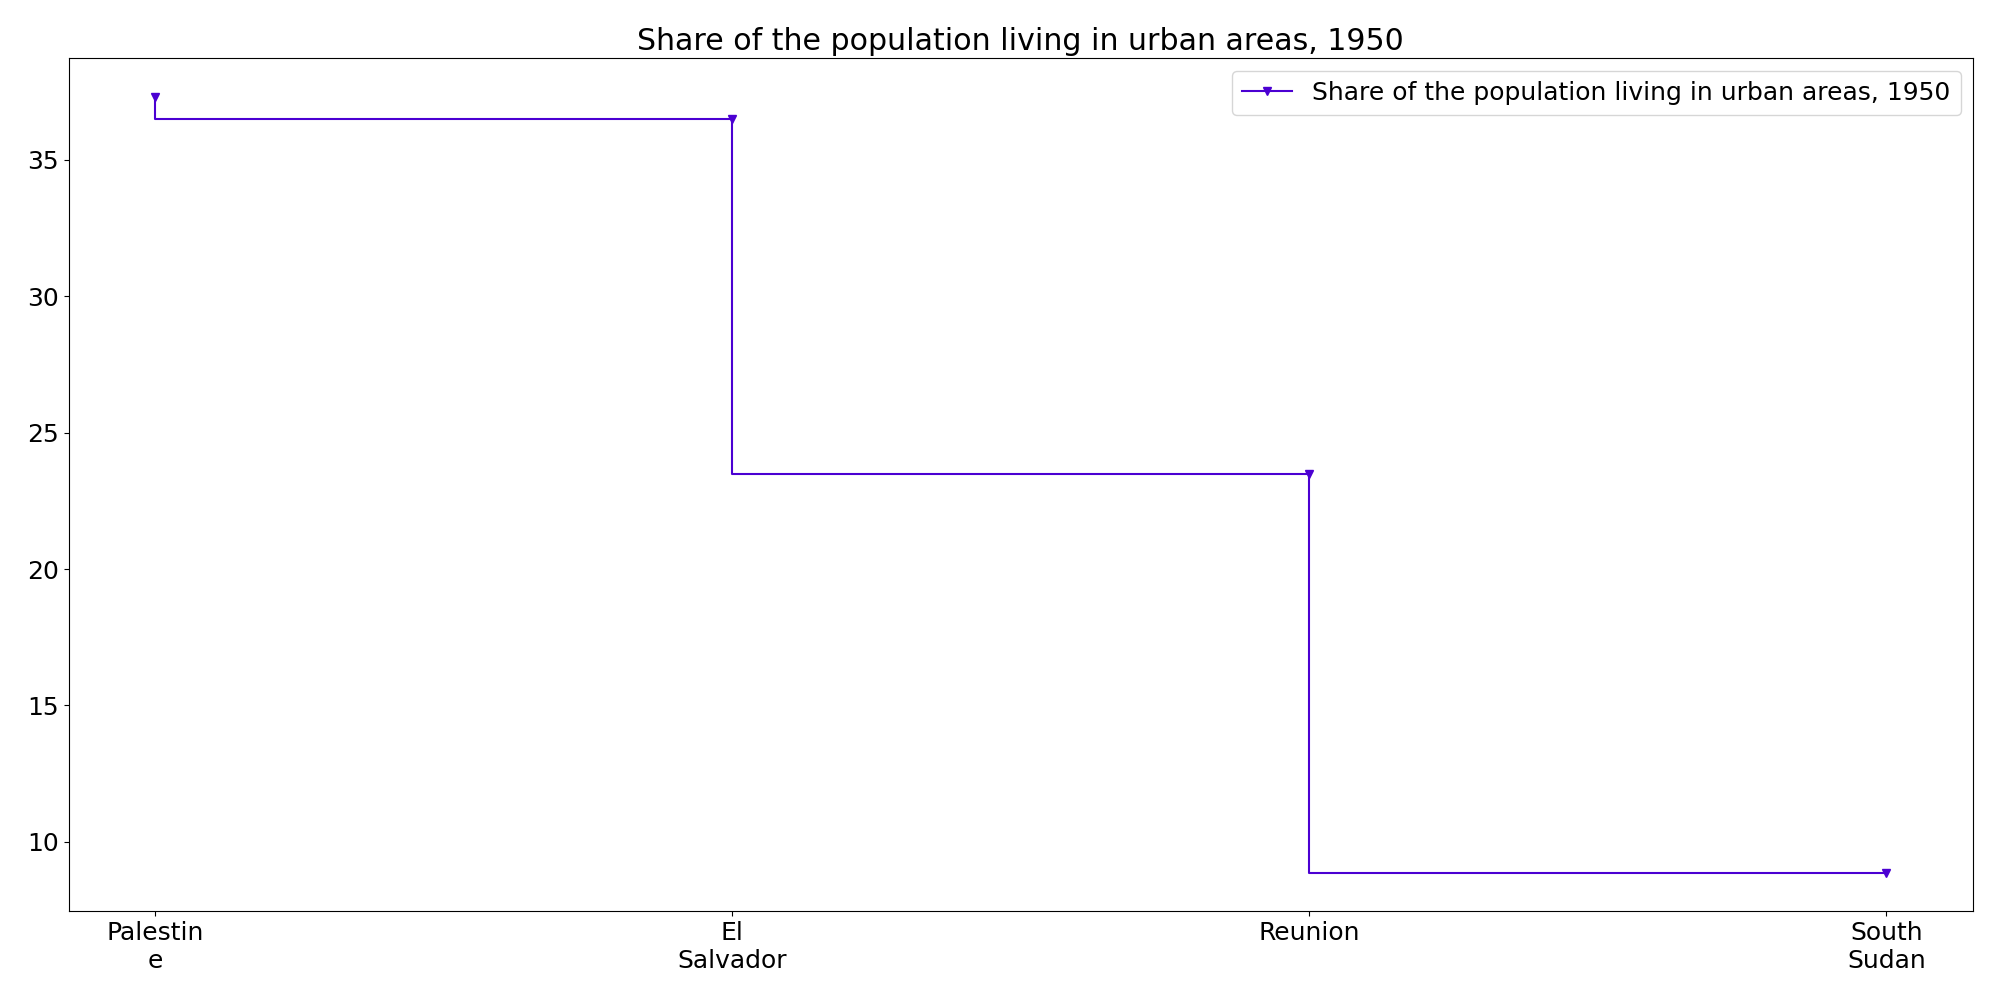 Share of the population living in urban areas, 1950
Share of the population living in urban areas, 1950
35
30
25
20
15
10
Palestin
e
El
Salvador
Reunion
South
Sudan